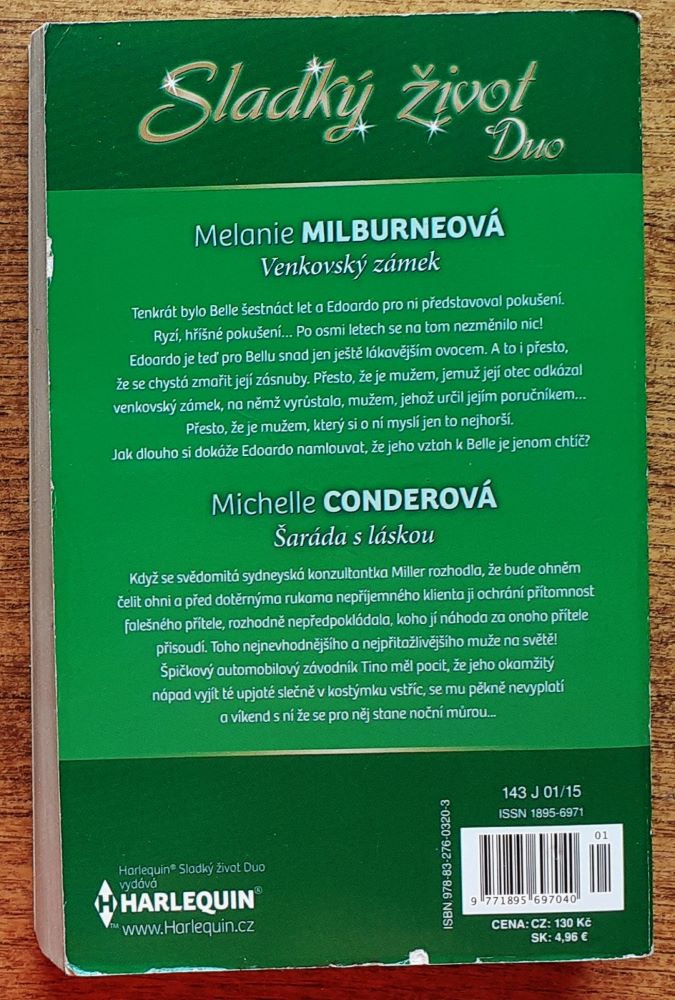 Sladký život
Duo
Melanie MILBURNEOVÁ
Venkovský zámek
Tenkrát bylo Belle šestnáct let a Edoardo pro ni představoval pokušení.
Ryzí, hříšné pokušení... Po osmi letech se na tom nezměnilo nic!
Edoardo je teď pro Bellu snad jen ještě lákavějším ovocem. A to i přesto,
že se chystá zmařit její zásnuby. Přesto, že je mužem, jemuž její otec odkázal
venkovský zámek, na němž vyrůstala, mužem, jehož určil jejím poručníkem...
Přesto, že je mužem, který si o ní myslí jen to nejhorší.
Jak dlouho si dokáže Edoardo namlouvat, že jeho vztah k Belle je jenom chtíč?
Michelle CONDEROVÁ
Šaráda s láskou
Když se svědomitá sydneyská konzultantka Miller rozhodla, že bude ohněm
čelit ohni a před dotěrnýma rukama nepříjemného klienta ji ochrání přítomnost
falešného přítele, rozhodně nepředpokládala, koho jí náhoda za onoho přítele
přisoudí. Toho nejnevhodnějšího a nejpřitažlivějšího muže na světě!
Špičkový automobilový závodník Tino měl pocit, že jeho okamžitý
nápad vyjít té upjaté slečně v kostýmku vstříc, se mu pěkně nevyplatí
a víkend s ní že se pro něj stane noční můrou...
143 J 01/15
ISSN 1895-6971
ISBN 978-83-276-0320-3
01
9 771895 697040
CENA: CZ: 130 Kč
SK: 4,96 €
Harlequin® Sladký život Duo
vydává
HARLEQUIN®
™ www.Harlequin.cz